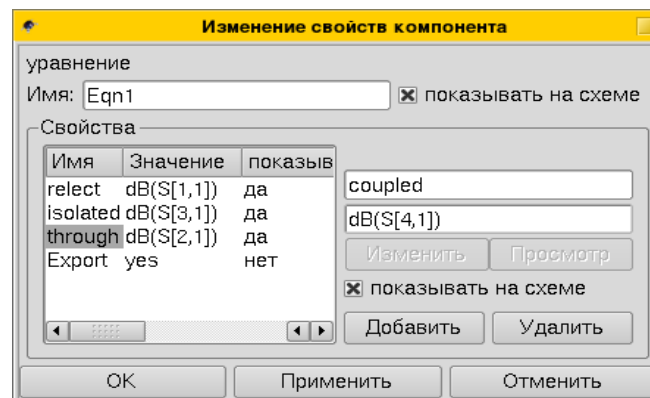 Изменение свойств компонента
уравнение
Имя: Eqn1 показывать на схеме
Свойства
Имя Значение показыв
relect dB(S[1,1]) да
isolated dB(S[3,1]) да
through dB(S[2,1]) да
Export yes нет
coupled
dB(S[4,1])
Изменить Просмотр
показывать на схеме
Добавить Удалить
OK Применить Отменить